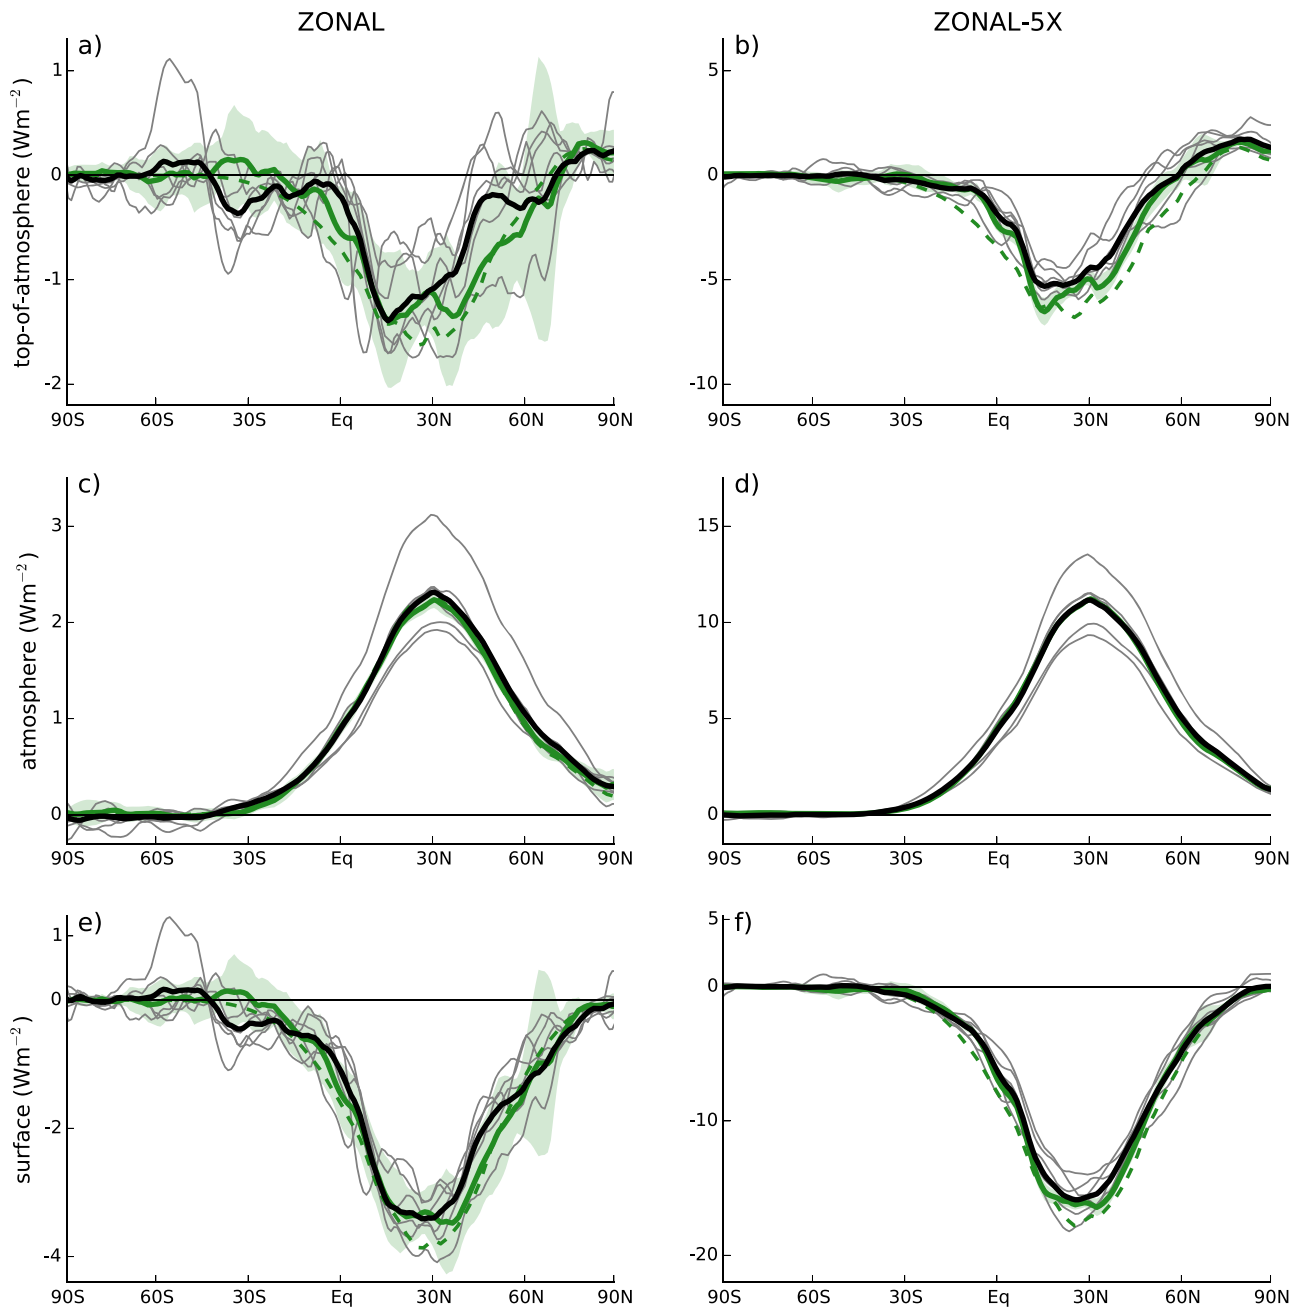 ZONAL
ZONAL-5X
a)
top-of-atmosphere (Wm⁻²)
1
0
-1
-2
90S 60S 30S Eq 30N 60N 90N
b)
5
0
-5
-10
90S 60S 30S Eq 30N 60N 90N
c)
atmosphere (Wm⁻²)
3
2
1
0
90S 60S 30S Eq 30N 60N 90N
d)
15
10
5
0
90S 60S 30S Eq 30N 60N 90N
e)
surface (Wm⁻²)
1
0
-2
-4
90S 60S 30S Eq 30N 60N 90N
f)
5
0
-10
-20
90S 60S 30S Eq 30N 60N 90N